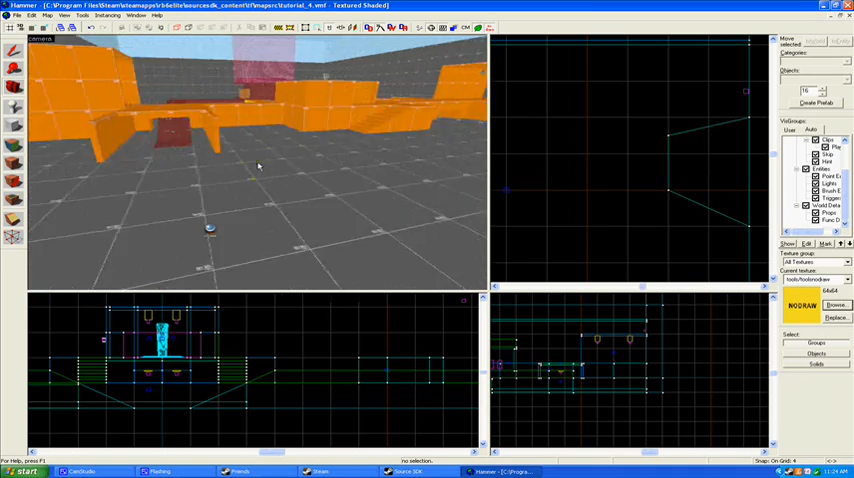 Hammer - [C:\Program Files\Steam\steamapps\rb6elite\sourcesdk_content\tf\mapsrc\tutorial_4.vmf - Textured Shaded]
File Edit Map View Tools Instancing Window Help
camera
Move
selected:
Categories:
Objects:
16
Create Prefab
VisGroups:
User Auto
Clips
Skip
Hint
Entities
Point E
Lights
Brush E
Triggers
World Deta
Props
Func D
Show Edit Mark
Texture group:
All Textures
Current texture:
tools/toolsnodraw
64x64
NODRAW
Browse...
Replace...
Select:
Groups
Objects
Solids
For Help, press F1
no selection.
Snap: On Grid: 4
start
CamStudio
Flashing
Friends
Steam
Source SDK
Hammer - [C:\Progra...
11:24 AM